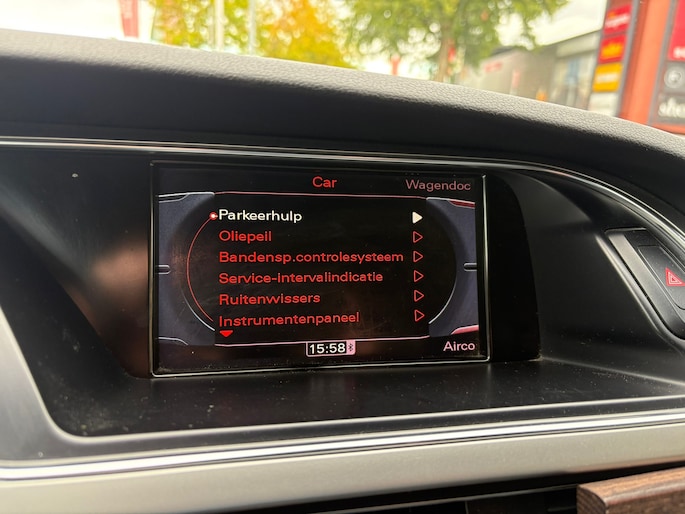 Car
Wagendoc
Parkeerhulp
Oliepeil
Bandensp.controlesysteem
Service-intervalindicatie
Ruitenwissers
Instrumentenpaneel
15:58
Airco